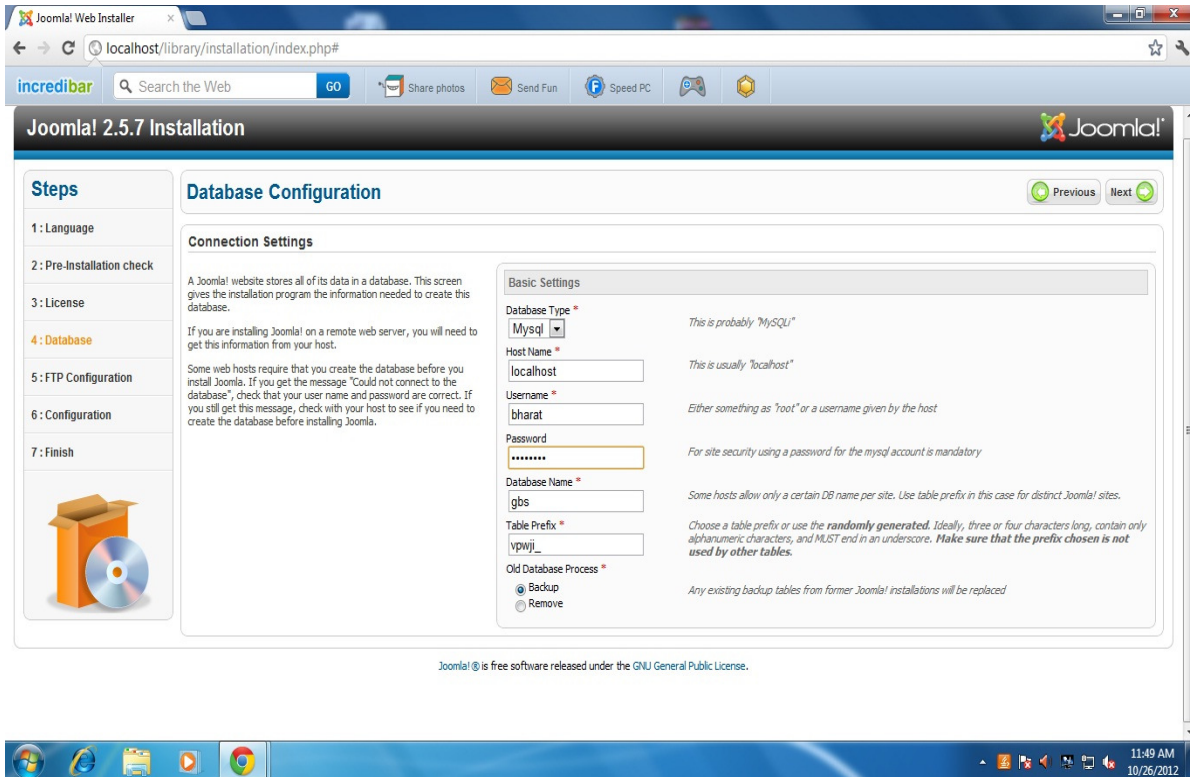 Joomla! Web Installer
localhost/library/installation/index.php#
incredibar
Search the Web
GO
Share photos
Send Fun
Speed PC
Joomla! 2.5.7 Installation
Joomla!
Steps
1 : Language
2 : Pre-Installation check
3 : License
4 : Database
5 : FTP Configuration
6 : Configuration
7 : Finish
Database Configuration
Previous
Next
Connection Settings
A Joomla! website stores all of its data in a database. This screen
gives the installation program the information needed to create this
database.
If you are installing Joomla! on a remote web server, you will need to
get this information from your host.
Some web hosts require that you create the database before you
install Joomla. If you get the message "Could not connect to the
database", check that your user name and password are correct. If
you still get this message, check with your host to see if you need to
create the database before installing Joomla.
Basic Settings
Database Type *
Mysql
This is probably "MySQLi"
Host Name *
localhost
This is usually "localhost"
Username *
bharat
Either something as "root" or a username given by the host
Password
••••••••
For site security using a password for the mysql account is mandatory
Database Name *
gbs
Some hosts allow only a certain DB name per site. Use table prefix in this case for distinct Joomla! sites.
Table Prefix *
vpwji_
Choose a table prefix or use the randomly generated. Ideally, three or four characters long, contain only
alphanumeric characters, and MUST end in an underscore. Make sure that the prefix chosen is not
used by other tables.
Old Database Process *
Backup
Remove
Any existing backup tables from former Joomla! installations will be replaced
Joomla! ® is free software released under the GNU General Public License.
11:49 AM
10/26/2012